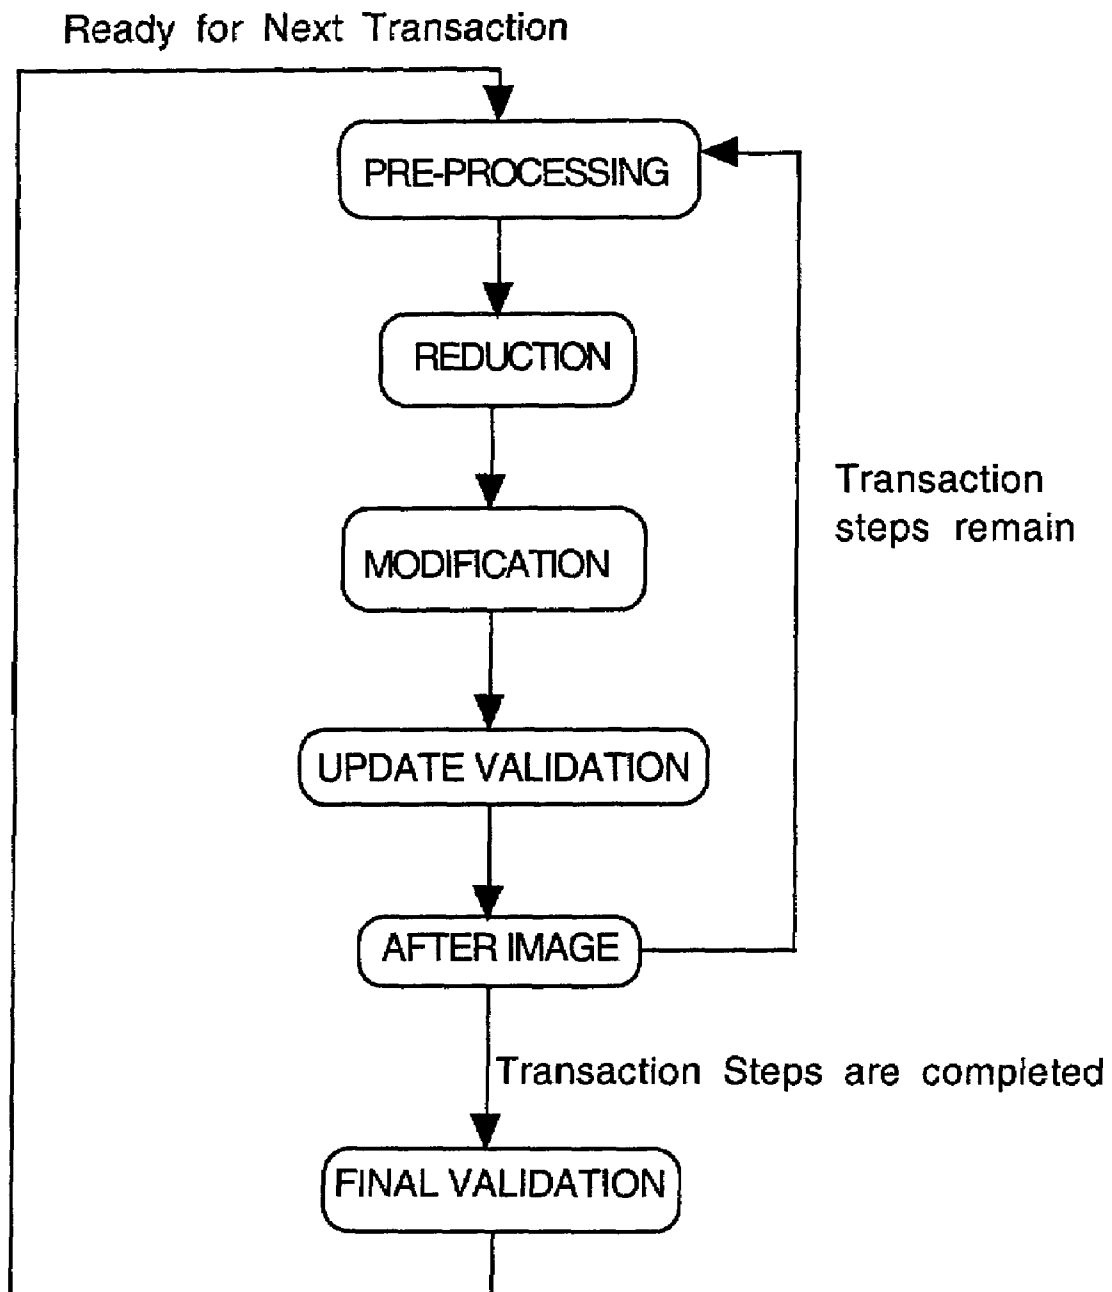 Ready for Next Transaction
PRE-PROCESSING
REDUCTION
Transaction
steps remain
MODIFICATION
UPDATE VALIDATION
AFTER IMAGE
Transaction Steps are completed
FINAL VALIDATION